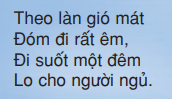 Theo làn gió mát
Đóm đi rất êm,
Đi suốt một đêm
Lo cho người ngủ.